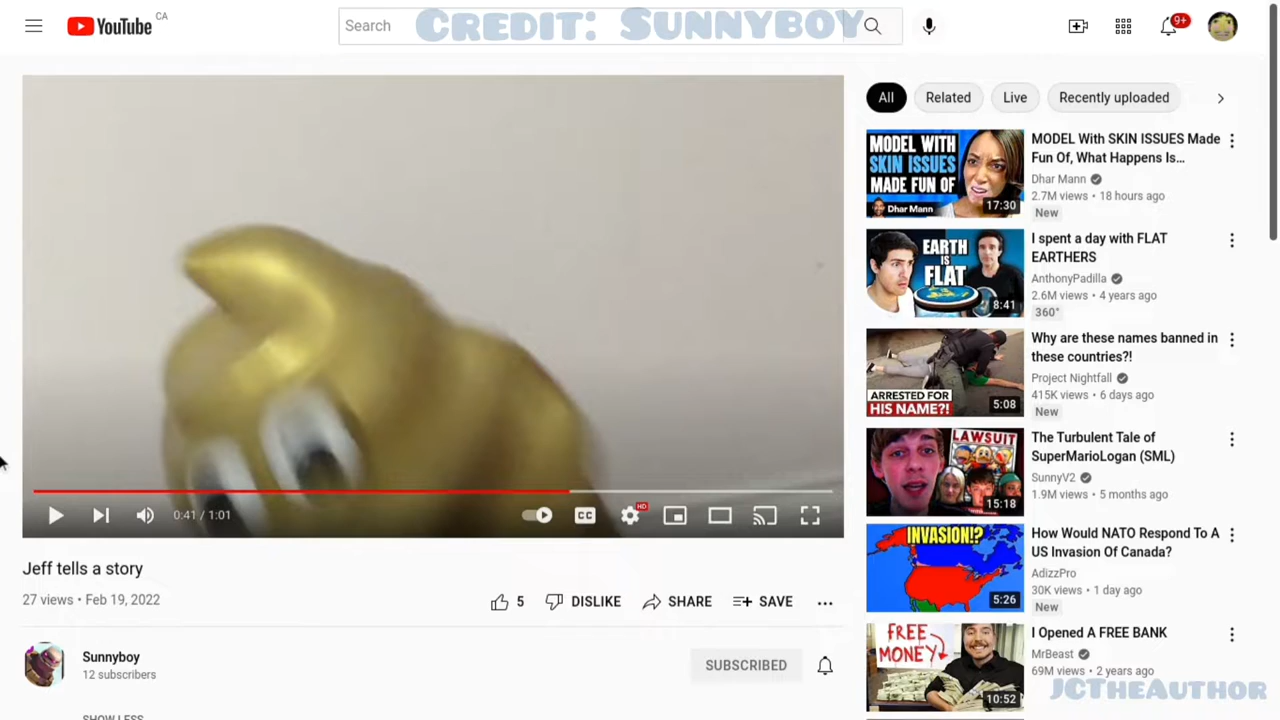 YouTube CA
Search
Credit: Sunnyboy
9+
All
Related
Live
Recently uploaded
MODEL WITH
SKIN ISSUES
MADE FUN OF
Dhar Mann
17:30
MODEL With SKIN ISSUES Made
Fun Of, What Happens Is...
Dhar Mann
2.7M views • 18 hours ago
New
EARTH
IS
FLAT
8:41
I spent a day with FLAT
EARTHERS
AnthonyPadilla
2.6M views • 4 years ago
360°
ARRESTED FOR
HIS NAME?!
5:08
Why are these names banned in
these countries?!
Project Nightfall
415K views • 6 days ago
New
LAWSUIT
15:18
The Turbulent Tale of
SuperMarioLogan (SML)
SunnyV2
1.9M views • 5 months ago
INVASION!?
5:26
How Would NATO Respond To A
US Invasion Of Canada?
AdizzPro
30K views • 1 day ago
New
FREE
MONEY
10:52
I Opened A FREE BANK
MrBeast
69M views • 2 years ago
JCTheAuthor
0:41 / 1:01
CC
HD
Jeff tells a story
27 views • Feb 19, 2022
5
DISLIKE
SHARE
SAVE
Sunnyboy
12 subscribers
SUBSCRIBED
SHOW LESS